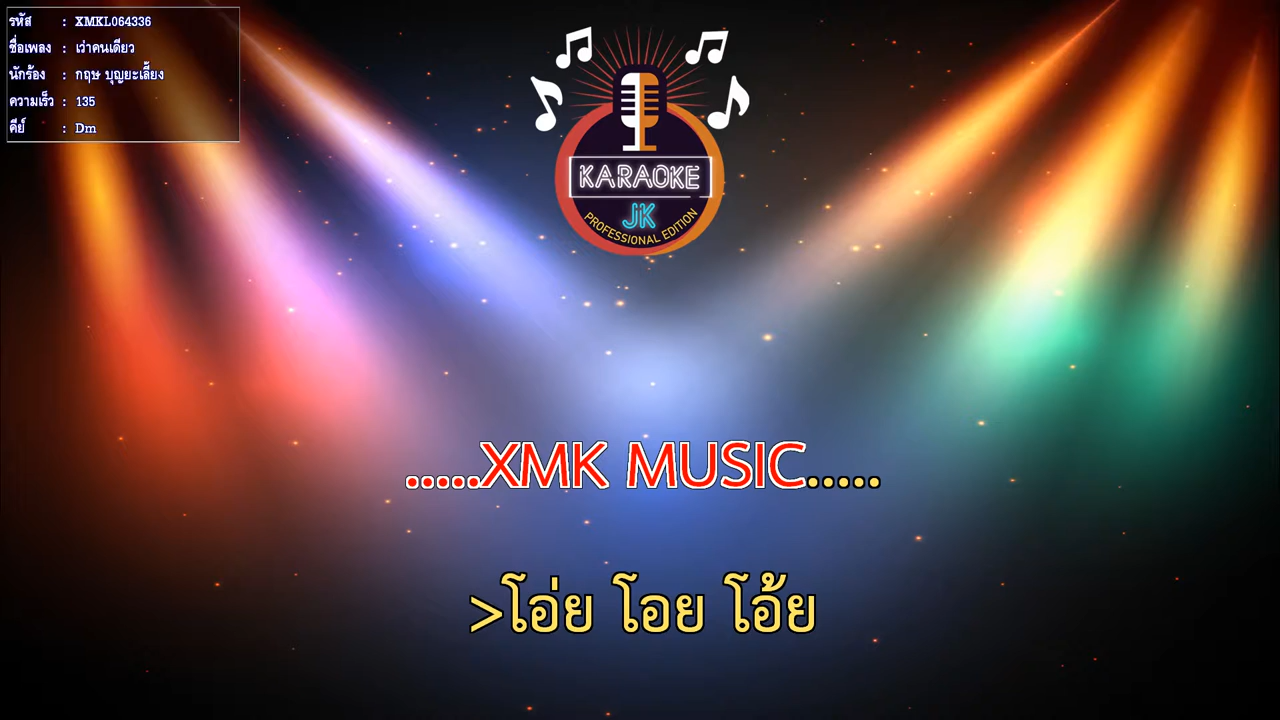 รหัส : XMKL064336
ชื่อเพลง : เว่าคนเดียว
นักร้อง : กฤษ บุญยะเลี้ยง
ความเร็ว : 135
คีย์ : Dm
KARAOKE
JK
PROFESSIONAL EDITION
.....XMK MUSIC.....
>โอ่ย โอย โอ้ย